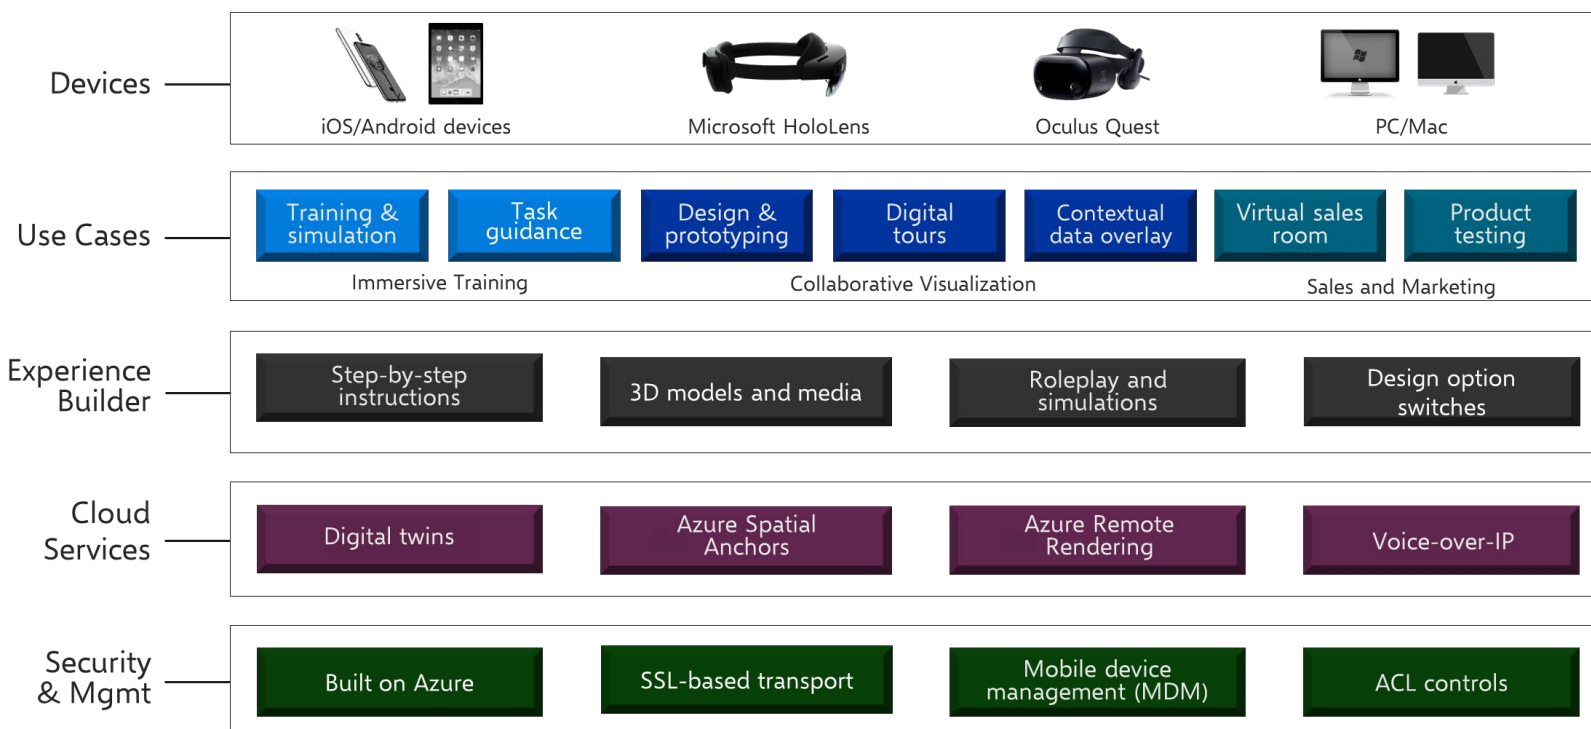 Devices
iOS/Android devices
Microsoft HoloLens
Oculus Quest
PC/Mac
Use Cases
Training &
simulation
Task
guidance
Design &
prototyping
Digital
tours
Contextual
data overlay
Virtual sales
room
Product
testing
Immersive Training
Collaborative Visualization
Sales and Marketing
Experience
Builder
Step-by-step
instructions
3D models and media
Roleplay and
simulations
Design option
switches
Cloud
Services
Digital twins
Azure Spatial
Anchors
Azure Remote
Rendering
Voice-over-IP
Security
& Mgmt
Built on Azure
SSL-based transport
Mobile device
management (MDM)
ACL controls